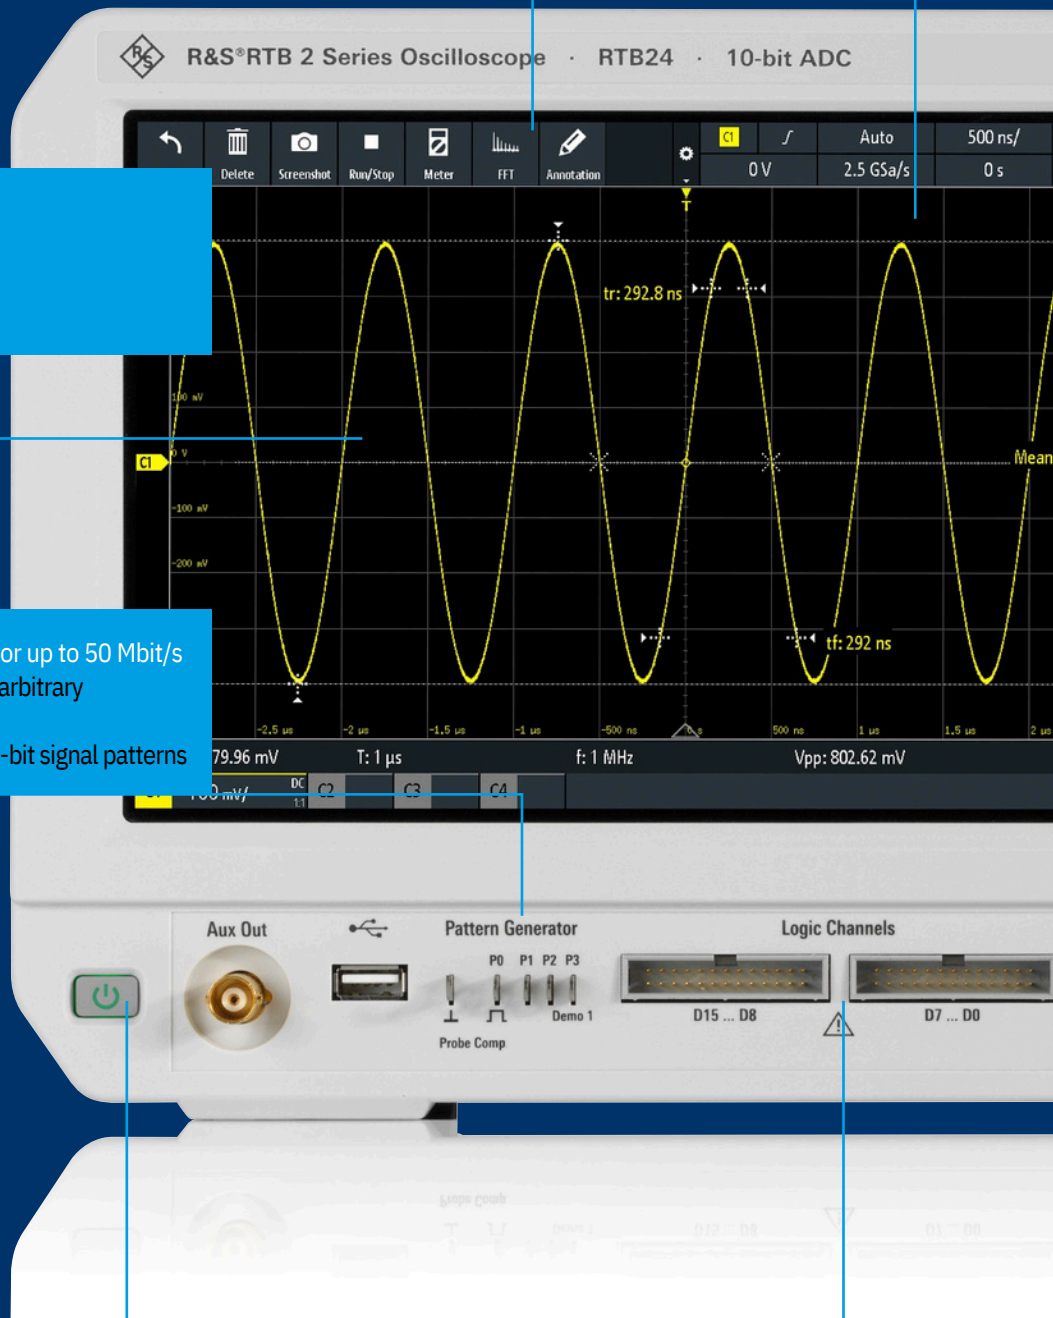 R&S®RTB 2 Series Oscilloscope · RTB24 · 10-bit ADC
C1 Auto 500 ns/
Delete Screenshot Run/Stop Meter FFT Annotation
0 V 2.5 GSa/s 0 s
T
tr: 292.8 ns
100 mV
0 V
C1
Mean
-100 mV
-200 mV
or up to 50 Mbit/s
tf: 292 ns
arbitrary
-2.5 µs -2 µs -1.5 µs -1 µs -500 ns 0 s 500 ns 1 µs 1.5 µs 2 µs
-bit signal patterns
79.96 mV T: 1 µs f: 1 MHz Vpp: 802.62 mV
DC C2 C3 C4
1:1
Aux Out Pattern Generator Logic Channels
P0 P1 P2 P3
Demo 1 D15 ... D8 D7 ... D0
Probe Comp